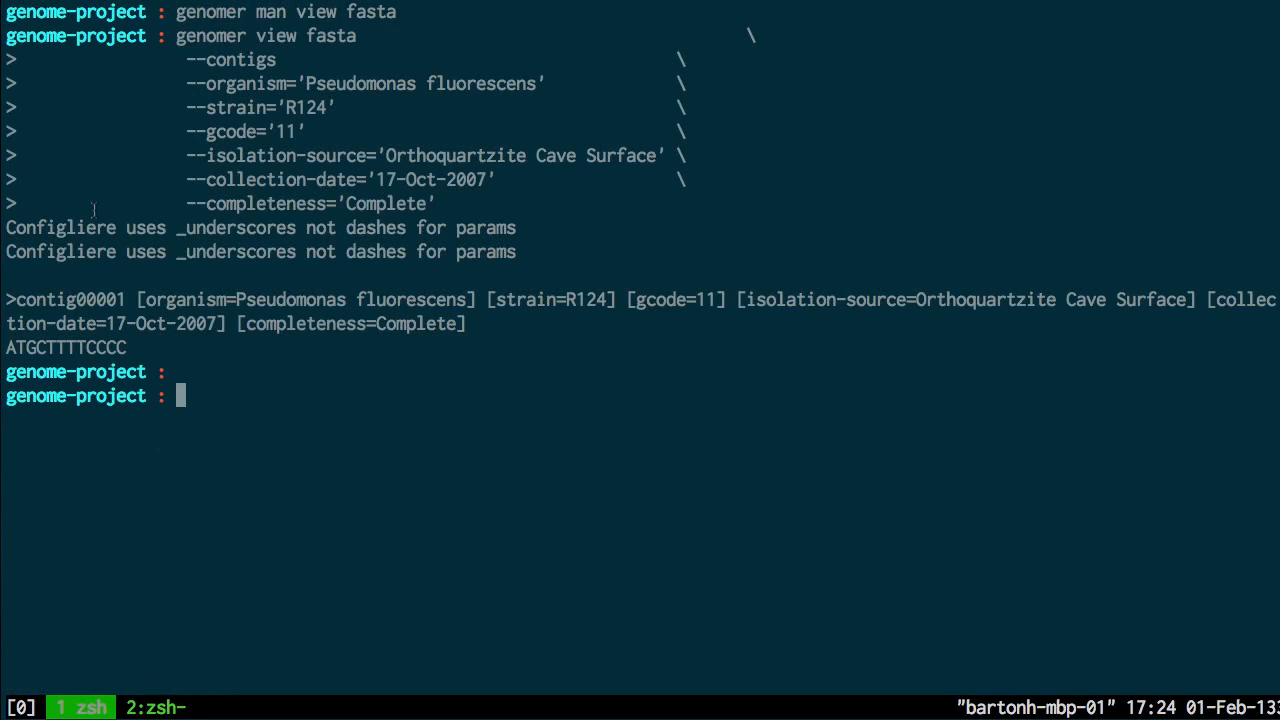 genome-project : genomer man view fasta
genome-project : genomer view fasta \
> --contigs \
> --organism='Pseudomonas fluorescens' \
> --strain='R124' \
> --gcode='11' \
> --isolation-source='Orthoquartzite Cave Surface' \
> --collection-date='17-Oct-2007' \
> --completeness='Complete'
Configliere uses _underscores not dashes for params
Configliere uses _underscores not dashes for params
>contig00001 [organism=Pseudomonas fluorescens] [strain=R124] [gcode=11] [isolation-source=Orthoquartzite Cave Surface] [collec
tion-date=17-Oct-2007] [completeness=Complete]
ATGCTTTTCCCC
genome-project :
genome-project :
[0] 1 zsh 2:zsh- "bartonh-mbp-01" 17:24 01-Feb-133